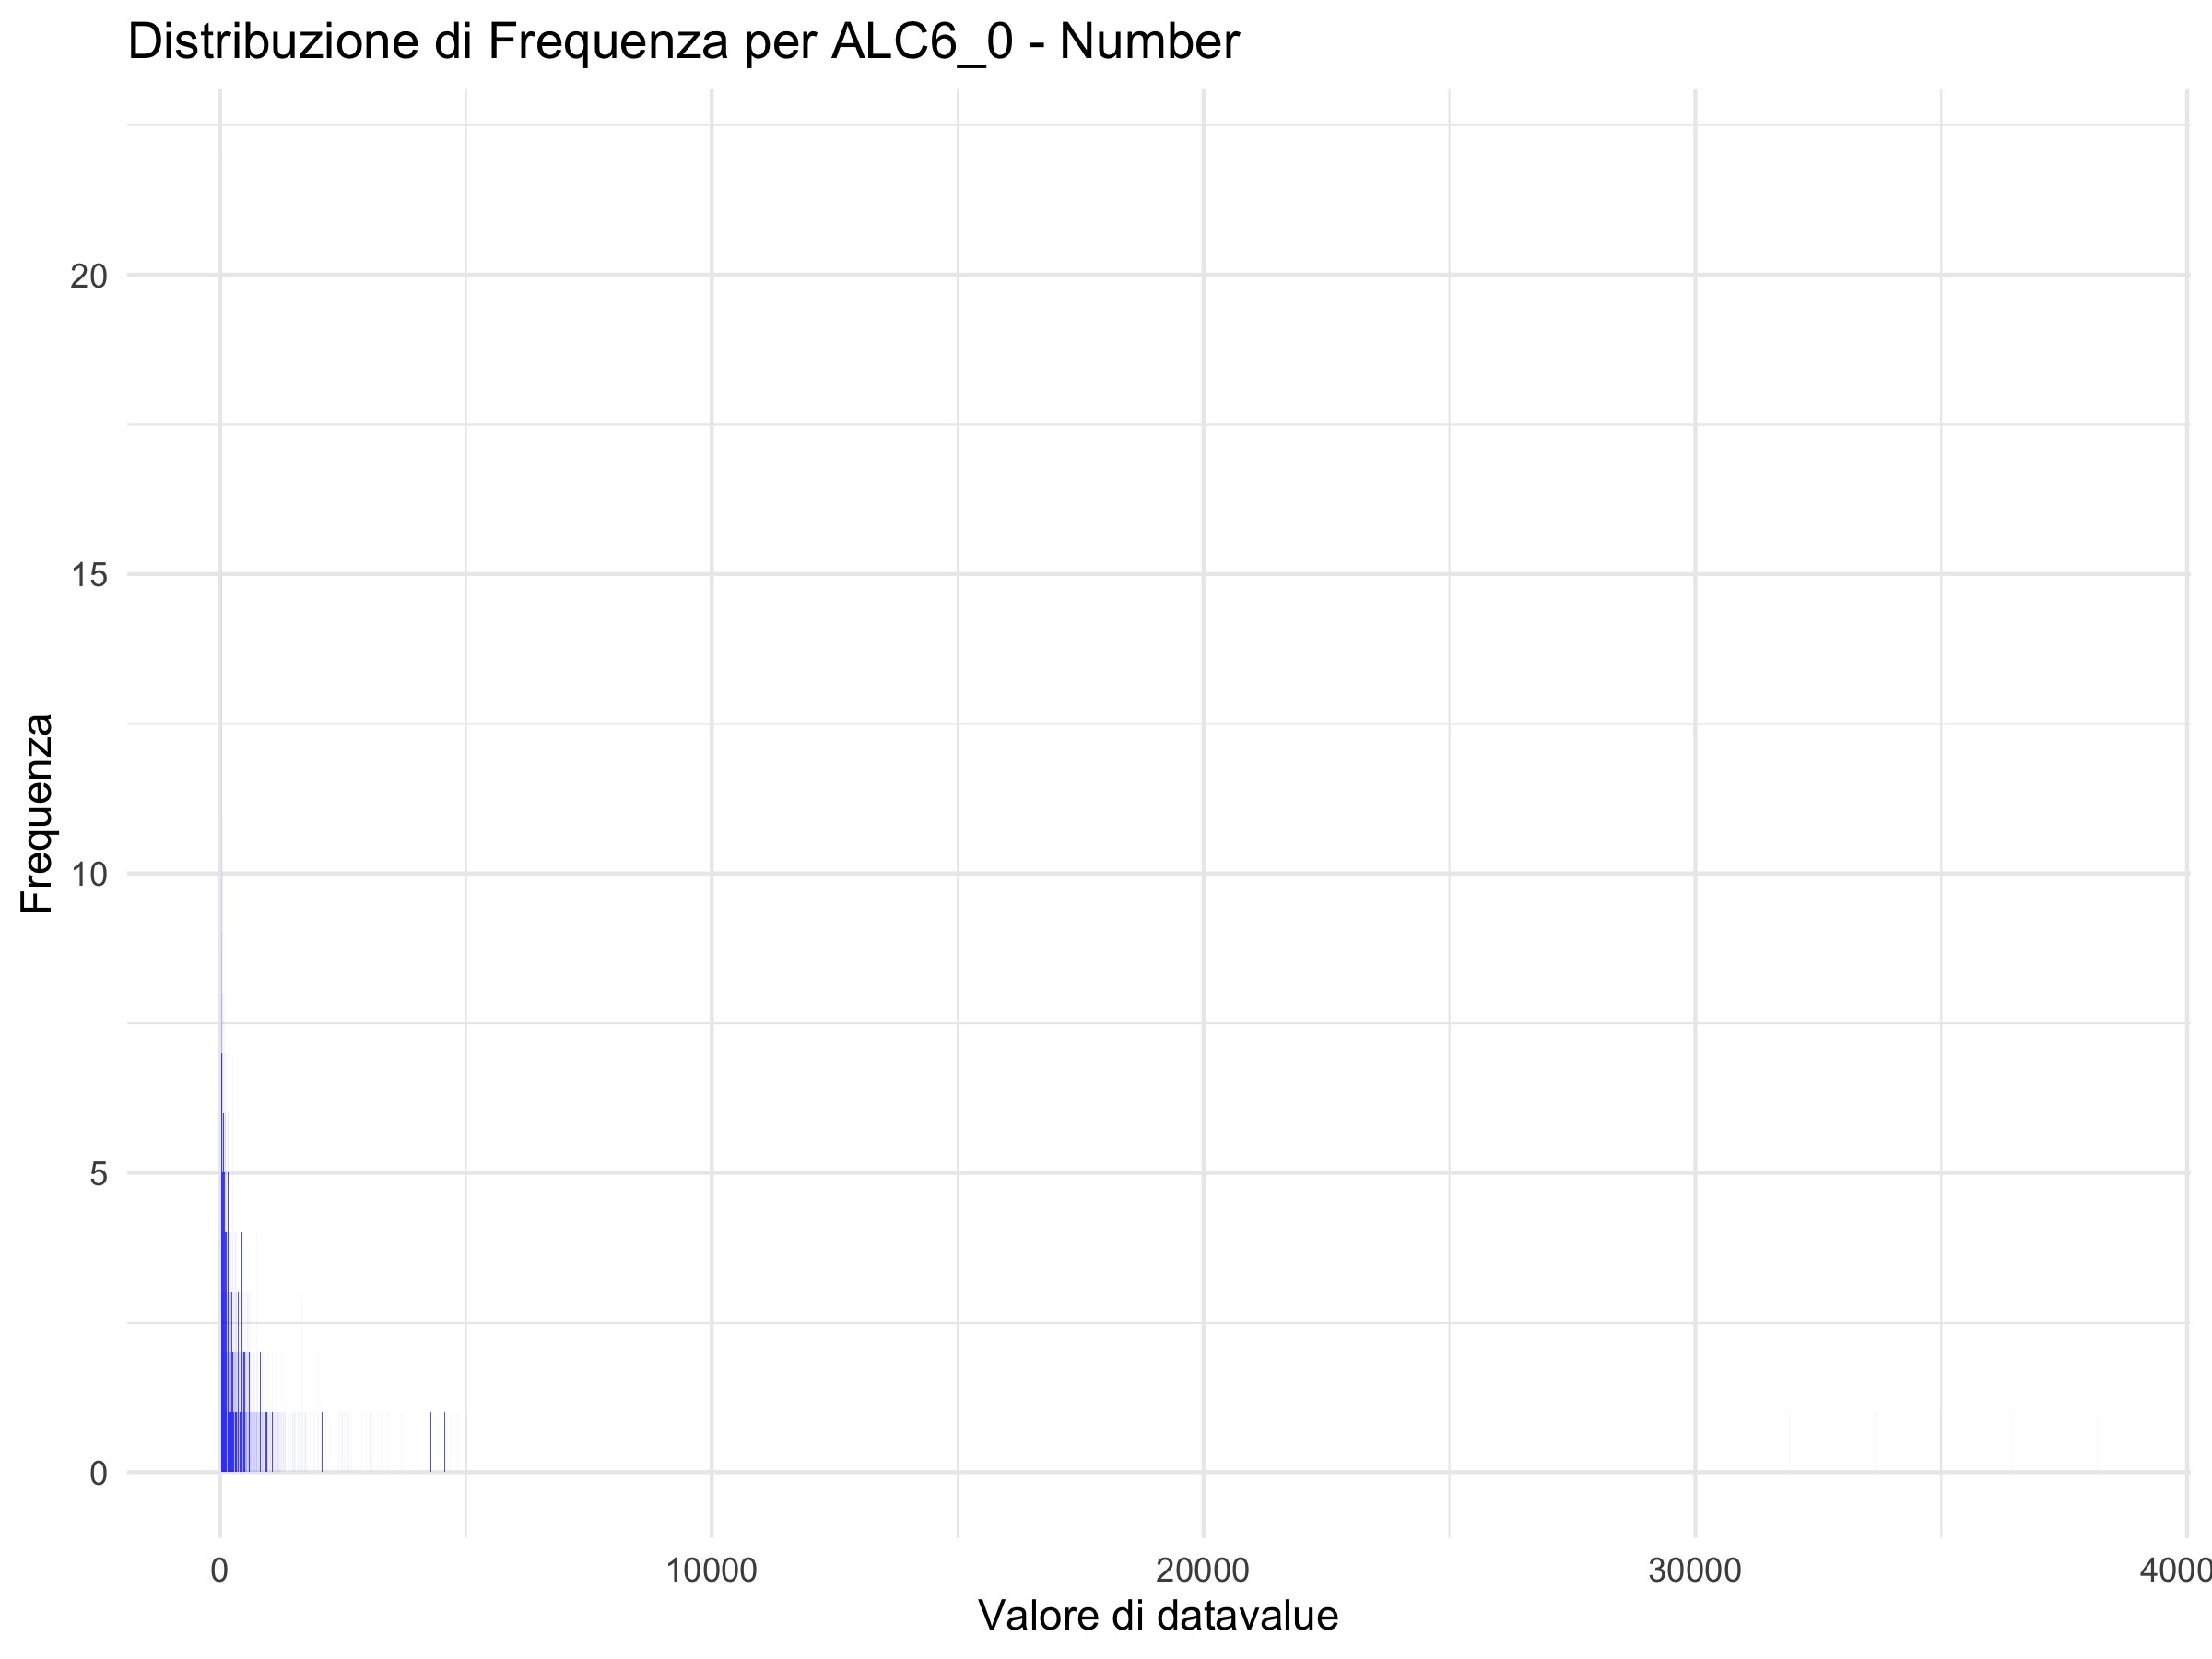 Distribuzione di Frequenza per ALC6_0 - Number
Frequenza
20
15
10
5
0
0 10000 20000 30000 4000
Valore di datavalue